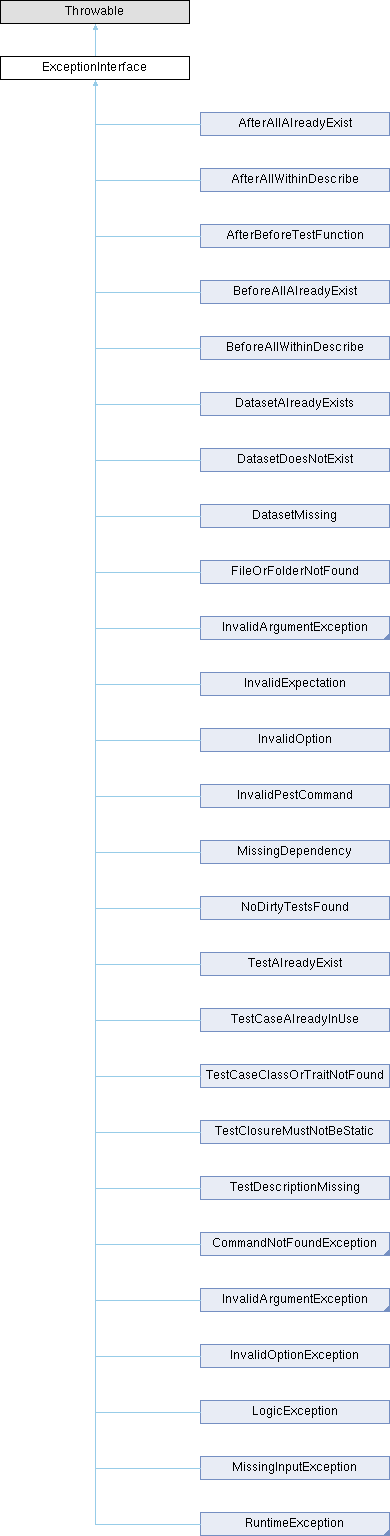 Throwable
ExceptionInterface
AfterAllAlreadyExist
AfterAllWithinDescribe
AfterBeforeTestFunction
BeforeAllAlreadyExist
BeforeAllWithinDescribe
DatasetAlreadyExists
DatasetDoesNotExist
DatasetMissing
FileOrFolderNotFound
InvalidArgumentException
InvalidExpectation
InvalidOption
InvalidPestCommand
MissingDependency
NoDirtyTestsFound
TestAlreadyExist
TestCaseAlreadyInUse
TestCaseClassOrTraitNotFound
TestClosureMustNotBeStatic
TestDescriptionMissing
CommandNotFoundException
InvalidArgumentException
InvalidOptionException
LogicException
MissingInputException
RuntimeException